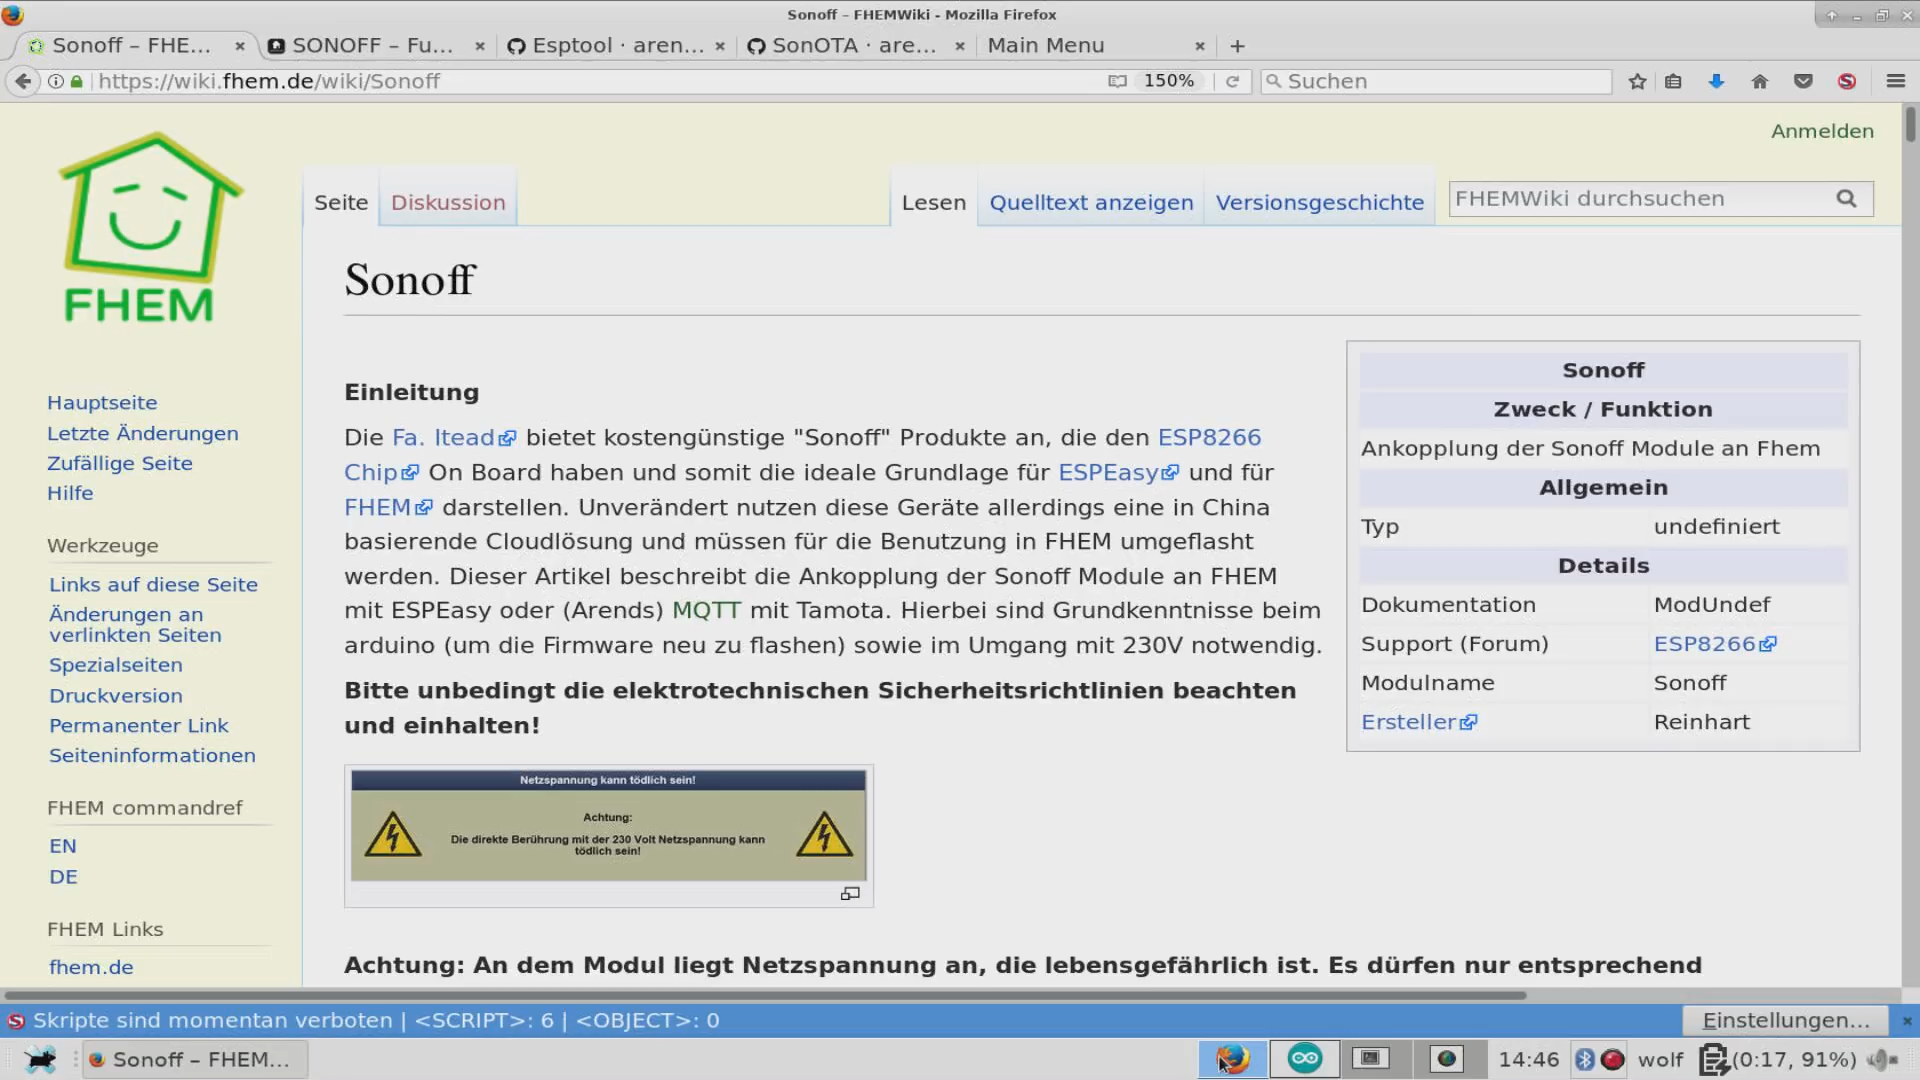 Sonoff – FHEMWiki - Mozilla Firefox
Sonoff – FHE...
SONOFF – Fu...
Esptool · aren...
SonOTA · are...
Main Menu
https://wiki.fhem.de/wiki/Sonoff
150%
Suchen
Anmelden
Seite
Diskussion
Lesen
Quelltext anzeigen
Versionsgeschichte
FHEMWiki durchsuchen
FHEM
Hauptseite
Letzte Änderungen
Zufällige Seite
Hilfe
Werkzeuge
Links auf diese Seite
Änderungen an
verlinkten Seiten
Spezialseiten
Druckversion
Permanenter Link
Seiteninformationen
FHEM commandref
EN
DE
FHEM Links
fhem.de
Sonoff
Einleitung
Die Fa. Itead bietet kostengünstige "Sonoff" Produkte an, die den ESP8266
Chip On Board haben und somit die ideale Grundlage für ESPEasy und für
FHEM darstellen. Unverändert nutzen diese Geräte allerdings eine in China
basierende Cloudlösung und müssen für die Benutzung in FHEM umgeflasht
werden. Dieser Artikel beschreibt die Ankopplung der Sonoff Module an FHEM
mit ESPEasy oder (Arends) MQTT mit Tamota. Hierbei sind Grundkenntnisse beim
arduino (um die Firmware neu zu flashen) sowie im Umgang mit 230V notwendig.
Bitte unbedingt die elektrotechnischen Sicherheitsrichtlinien beachten
und einhalten!
Netzspannung kann tödlich sein!
Achtung:
Die direkte Berührung mit der 230 Volt Netzspannung kann
tödlich sein!
Achtung: An dem Modul liegt Netzspannung an, die lebensgefährlich ist. Es dürfen nur entsprechend
Sonoff
Zweck / Funktion
Ankopplung der Sonoff Module an Fhem
Allgemein
Typ undefiniert
Details
Dokumentation ModUndef
Support (Forum) ESP8266
Modulname Sonoff
Ersteller Reinhart
Skripte sind momentan verboten | <SCRIPT>: 6 | <OBJECT>: 0
Einstellungen...
Sonoff – FHEM...
14:46
wolf
(0:17, 91%)